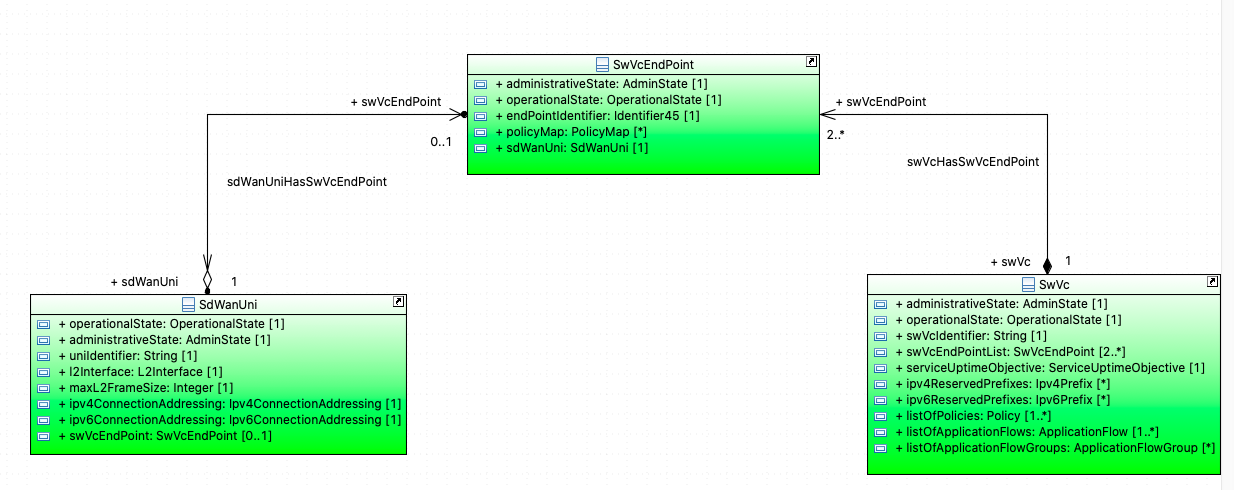 SwVcEndPoint
+ administrativeState: AdminState [1]
+ operationalState: OperationalState [1]
+ endPointIdentifier: Identifier45 [1]
+ policyMap: PolicyMap [*]
+ sdWanUni: SdWanUni [1]
+ swVcEndPoint
0..1
+ swVcEndPoint
2..*
swVcHasSwVcEndPoint
sdWanUniHasSwVcEndPoint
+ sdWanUni
1
+ swVc
1
SdWanUni
+ operationalState: OperationalState [1]
+ administrativeState: AdminState [1]
+ uniIdentifier: String [1]
+ l2Interface: L2Interface [1]
+ maxL2FrameSize: Integer [1]
+ ipv4ConnectionAddressing: Ipv4ConnectionAddressing [1]
+ ipv6ConnectionAddressing: Ipv6ConnectionAddressing [1]
+ swVcEndPoint: SwVcEndPoint [0..1]
SwVc
+ administrativeState: AdminState [1]
+ operationalState: OperationalState [1]
+ swVcIdentifier: String [1]
+ swVcEndPointList: SwVcEndPoint [2..*]
+ serviceUptimeObjective: ServiceUptimeObjective [1]
+ ipv4ReservedPrefixes: Ipv4Prefix [*]
+ ipv6ReservedPrefixes: Ipv6Prefix [*]
+ listOfPolicies: Policy [1..*]
+ listOfApplicationFlows: ApplicationFlow [1..*]
+ listOfApplicationFlowGroups: ApplicationFlowGroup [*]